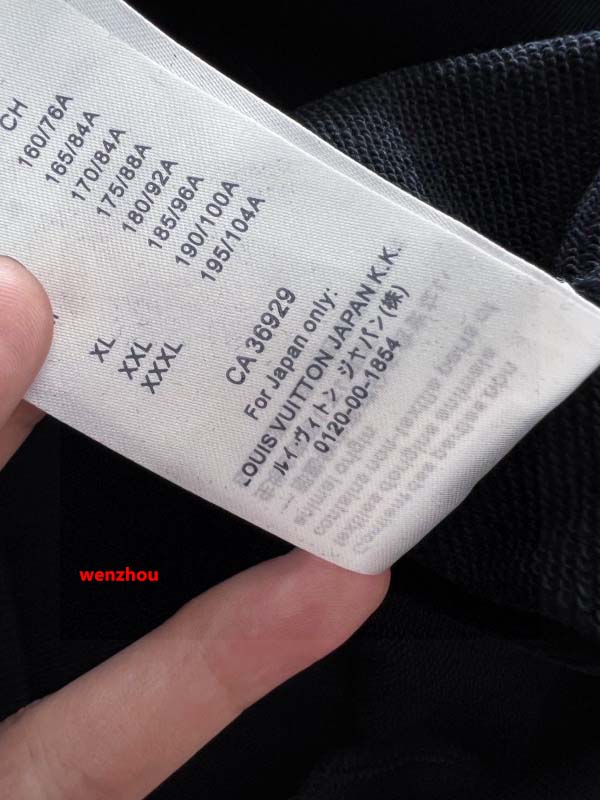 CH
160/76A
165/84A
170/84A
175/88A
180/92A
185/96A
190/100A
195/104A
XL
XXL
XXXL
CA 36929
For Japan only:
LOUIS VUITTON JAPAN K.K.
ルイ・ヴィトン ジャパン(株)
0120-00-1854
wenzhou